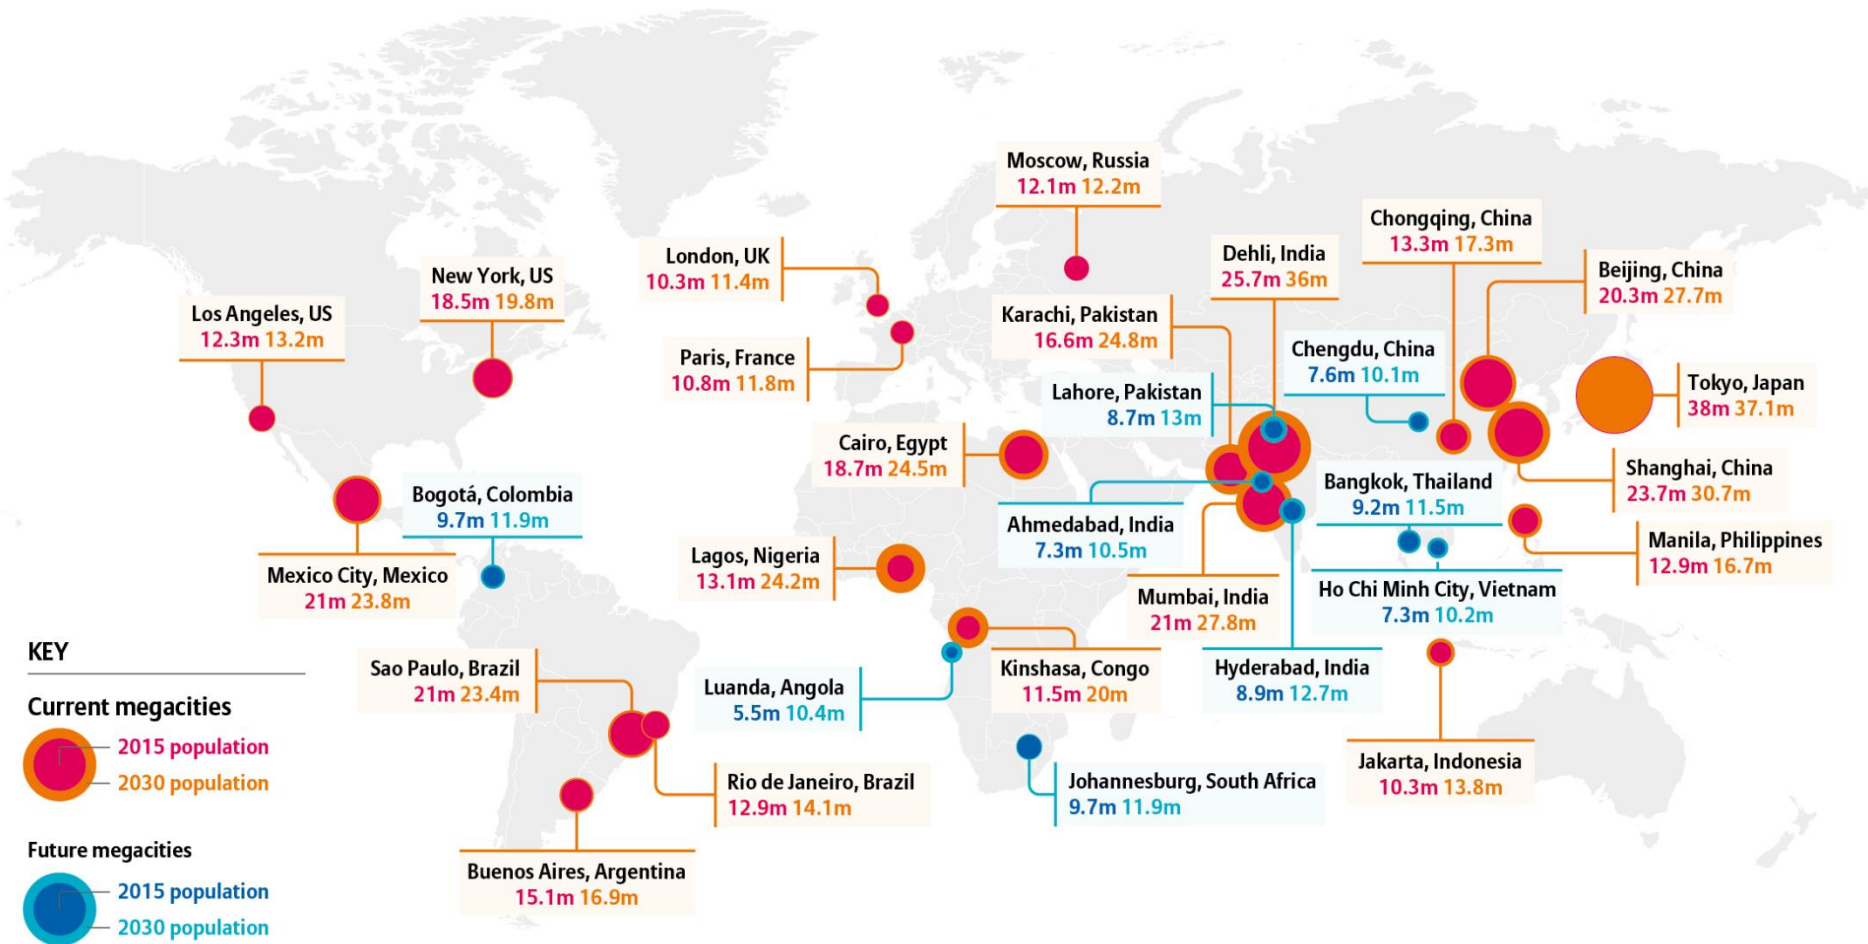 Moscow, Russia
12.1m 12.2m
Chongqing, China
13.3m 17.3m
London, UK
10.3m 11.4m
Dehli, India
25.7m 36m
Beijing, China
20.3m 27.7m
New York, US
18.5m 19.8m
Los Angeles, US
12.3m 13.2m
Karachi, Pakistan
16.6m 24.8m
Paris, France
10.8m 11.8m
Chengdu, China
7.6m 10.1m
Lahore, Pakistan
8.7m 13m
Tokyo, Japan
38m 37.1m
Cairo, Egypt
18.7m 24.5m
Shanghai, China
23.7m 30.7m
Bogotá, Colombia
9.7m 11.9m
Bangkok, Thailand
9.2m 11.5m
Ahmedabad, India
7.3m 10.5m
Manila, Philippines
12.9m 16.7m
Lagos, Nigeria
13.1m 24.2m
Mexico City, Mexico
21m 23.8m
Mumbai, India
21m 27.8m
Ho Chi Minh City, Vietnam
7.3m 10.2m
Sao Paulo, Brazil
21m 23.4m
Luanda, Angola
5.5m 10.4m
Kinshasa, Congo
11.5m 20m
Hyderabad, India
8.9m 12.7m
Jakarta, Indonesia
10.3m 13.8m
Rio de Janeiro, Brazil
12.9m 14.1m
Johannesburg, South Africa
9.7m 11.9m
Buenos Aires, Argentina
15.1m 16.9m
KEY
Current megacities
2015 population
2030 population
Future megacities
2015 population
2030 population